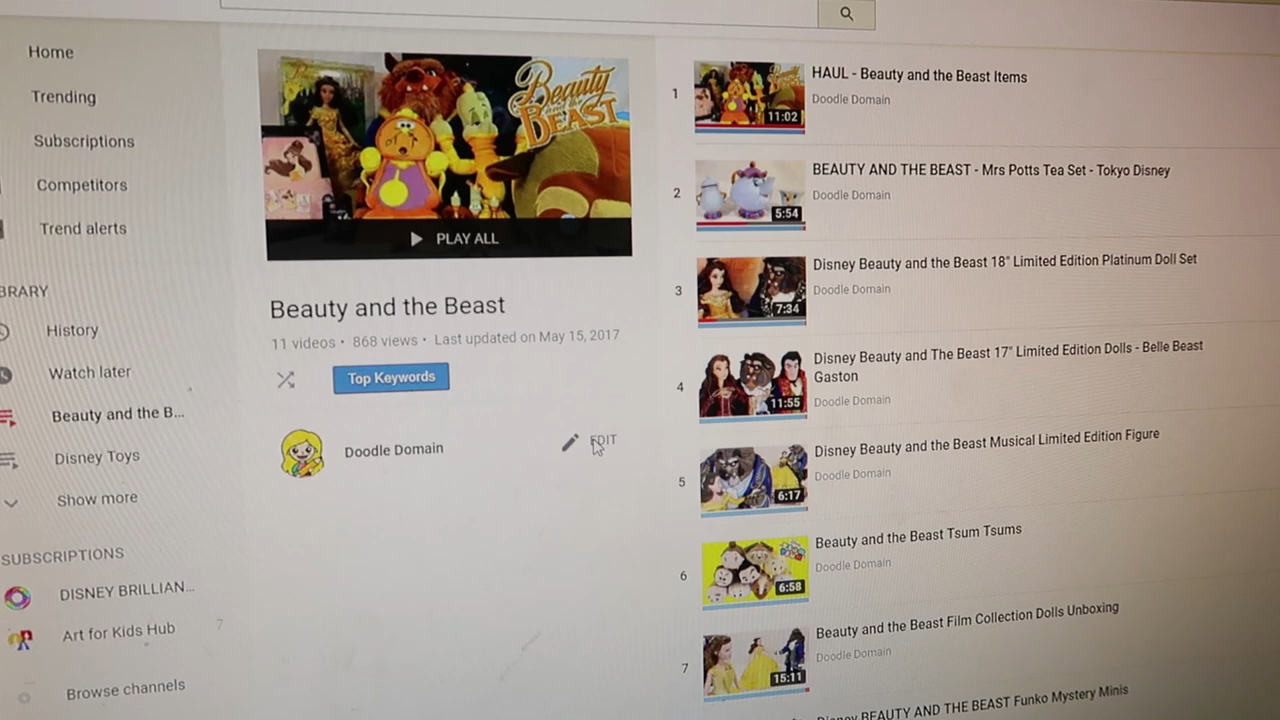 Home
Trending
Subscriptions
Competitors
Trend alerts
BRARY
History
Watch later
Beauty and the B...
Disney Toys
Show more
SUBSCRIPTIONS
DISNEY BRILLIAN...
Art for Kids Hub 7
Browse channels
Beauty
and the
BEAST
PLAY ALL
Beauty and the Beast
11 videos • 868 views • Last updated on May 15, 2017
Top Keywords
Doodle Domain
EDIT
1
11:02
HAUL - Beauty and the Beast Items
Doodle Domain
2
5:54
BEAUTY AND THE BEAST - Mrs Potts Tea Set - Tokyo Disney
Doodle Domain
3
7:34
Disney Beauty and the Beast 18" Limited Edition Platinum Doll Set
Doodle Domain
4
11:55
Disney Beauty and The Beast 17" Limited Edition Dolls - Belle Beast
Gaston
Doodle Domain
5
6:17
Disney Beauty and the Beast Musical Limited Edition Figure
Doodle Domain
6
6:58
Beauty and the Beast Tsum Tsums
Doodle Domain
7
15:11
Beauty and the Beast Film Collection Dolls Unboxing
Doodle Domain
Disney BEAUTY AND THE BEAST Funko Mystery Minis